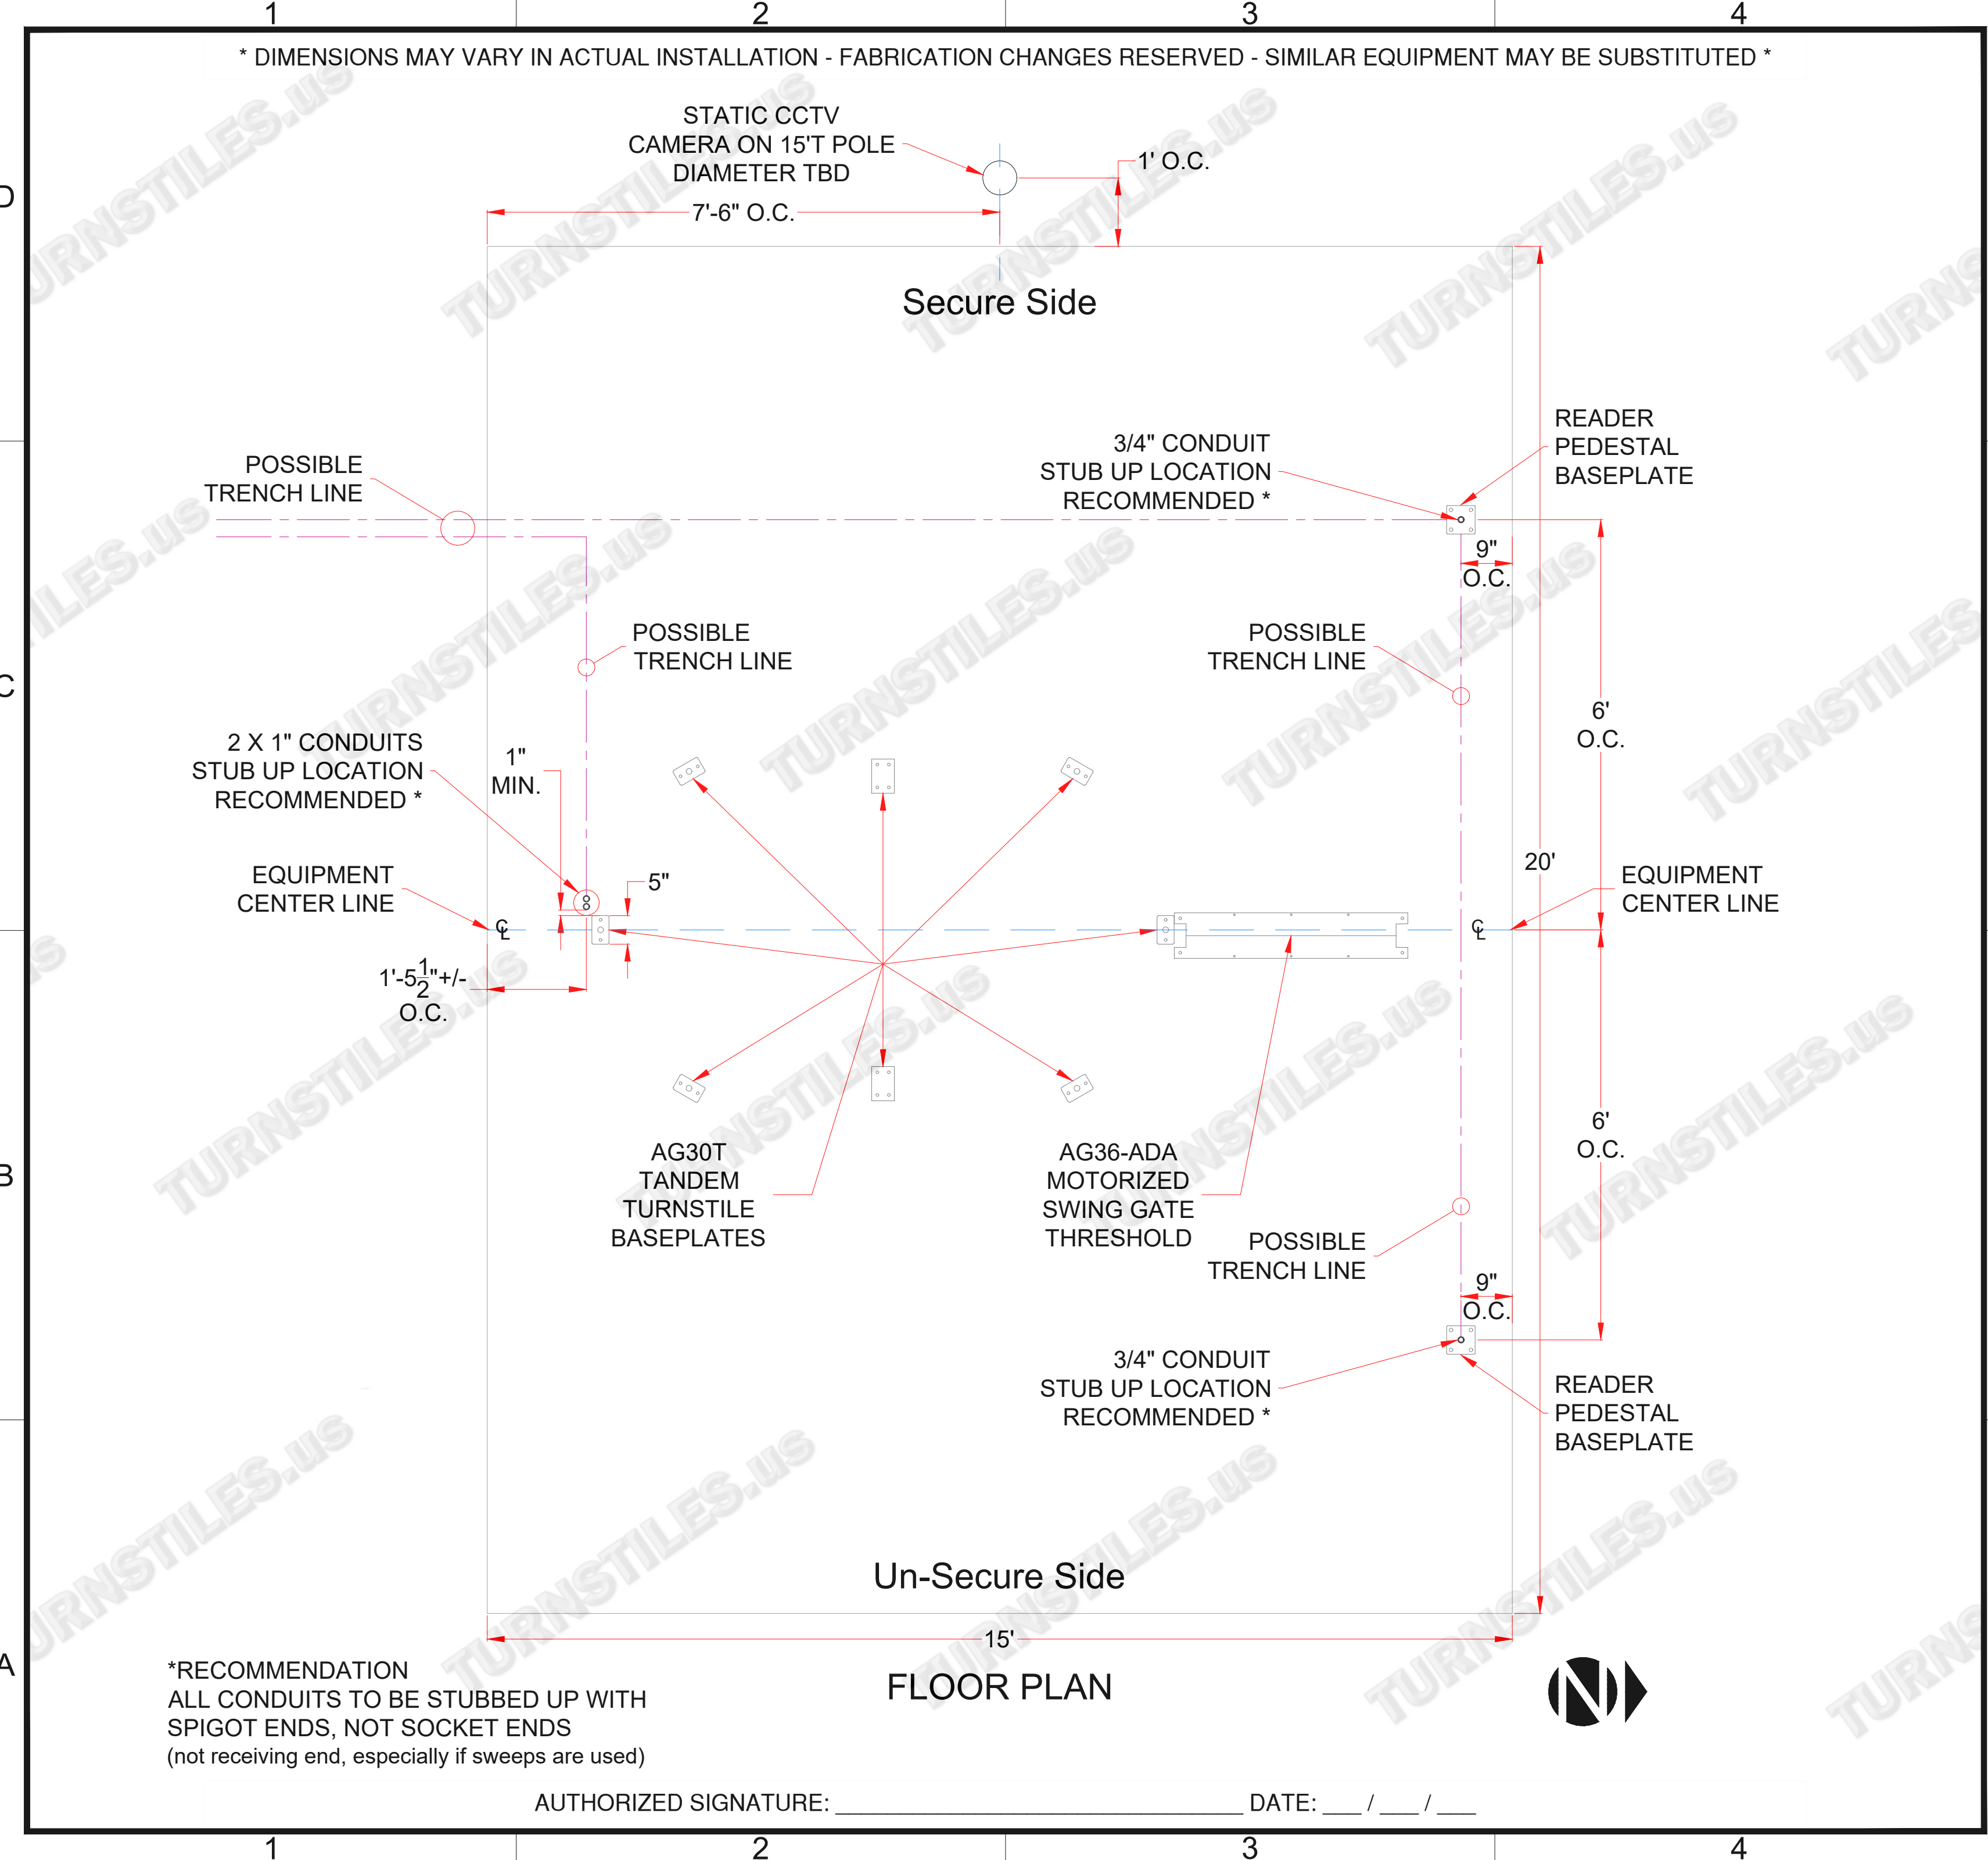 1 2 3 4
* DIMENSIONS MAY VARY IN ACTUAL INSTALLATION - FABRICATION CHANGES RESERVED - SIMILAR EQUIPMENT MAY BE SUBSTITUTED *
STATIC CCTV
CAMERA ON 15'T POLE
DIAMETER TBD
1' O.C.
D
7'-6" O.C.
Secure Side
READER
PEDESTAL
BASEPLATE
3/4" CONDUIT
STUB UP LOCATION
RECOMMENDED *
POSSIBLE
TRENCH LINE
9"
O.C.
POSSIBLE
TRENCH LINE
POSSIBLE
TRENCH LINE
C
6'
O.C.
2 X 1" CONDUITS
STUB UP LOCATION
RECOMMENDED *
1"
MIN.
20'
EQUIPMENT
CENTER LINE
5"
EQUIPMENT
CENTER LINE
CL
CL
1'-5 1/2"+/-
O.C.
6'
O.C.
B
AG30T
TANDEM
TURNSTILE
BASEPLATES
AG36-ADA
MOTORIZED
SWING GATE
THRESHOLD
POSSIBLE
TRENCH LINE
9"
O.C.
3/4" CONDUIT
STUB UP LOCATION
RECOMMENDED *
READER
PEDESTAL
BASEPLATE
Un-Secure Side
15'
A
FLOOR PLAN
N
*RECOMMENDATION
ALL CONDUITS TO BE STUBBED UP WITH
SPIGOT ENDS, NOT SOCKET ENDS
(not receiving end, especially if sweeps are used)
AUTHORIZED SIGNATURE: ________________________________ DATE: ___ / ___ / ___
1 2 3 4
TURNSTILES.us